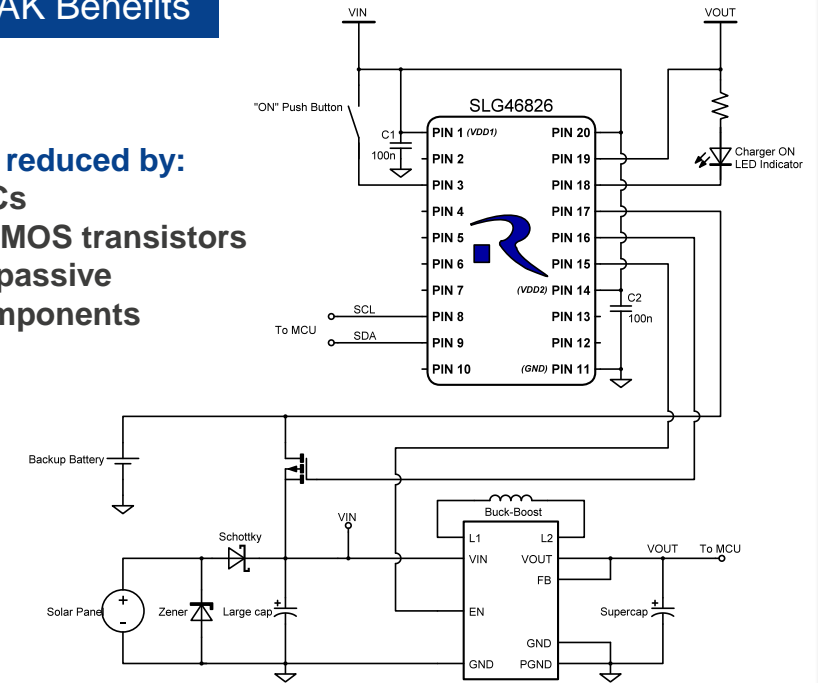 AK Benefits
reduced by:
Cs
MOS transistors
passive
mponents
VIN
VOUT
"ON" Push Button
C1
100n
SLG46826
PIN 1 (VDD1)
PIN 2
PIN 3
PIN 4
PIN 5
PIN 6
PIN 7
PIN 8
PIN 9
PIN 10
PIN 20
PIN 19
PIN 18
PIN 17
PIN 16
PIN 15
(VDD2) PIN 14
PIN 13
PIN 12
(GND) PIN 11
Charger ON
LED Indicator
C2
100n
SCL
To MCU
SDA
Backup Battery
Buck-Boost
VIN
Schottky
L1
L2
VIN
VOUT
FB
VOUT
To MCU
Solar Panel
+
-
Zener
Large cap
+
EN
Supercap
+
GND
GND
PGND